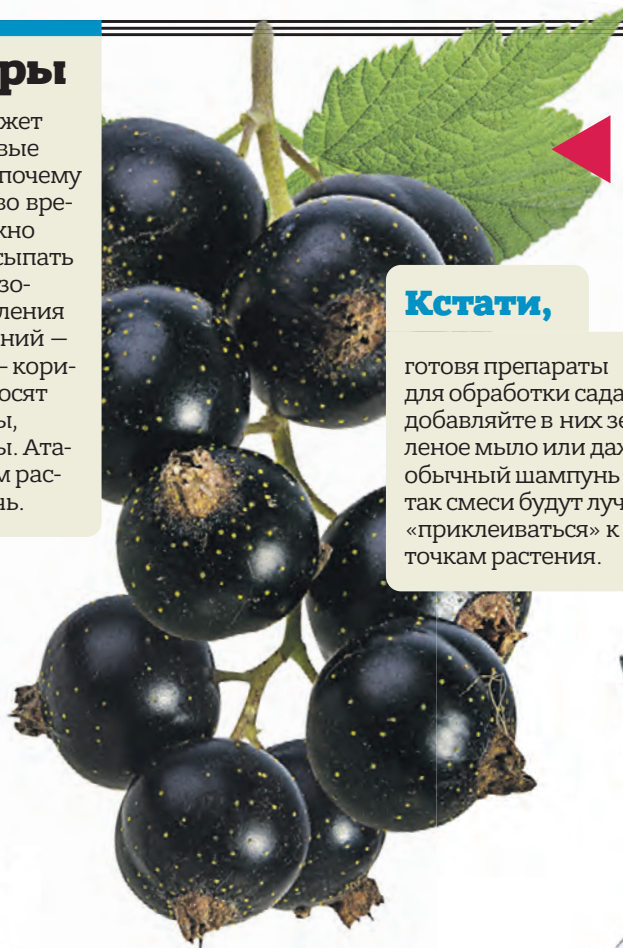 ры
жет
вые
почему
во вре-
жно
сыпать
зо-
ления
ний —
– кори-
осят
ы,
ы. Ата-
м рас-
нь.
Кстати,
готовя препараты
для обработки сада
добавляйте в них зе
леное мыло или даж
обычный шампунь
так смеси будут луч
«приклеиваться» к
точкам растения.